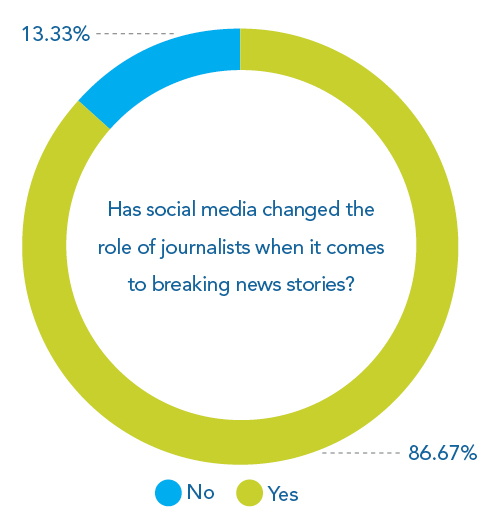 13.33%
Has social media changed the
role of journalists when it comes
to breaking news stories?
86.67%
No
Yes